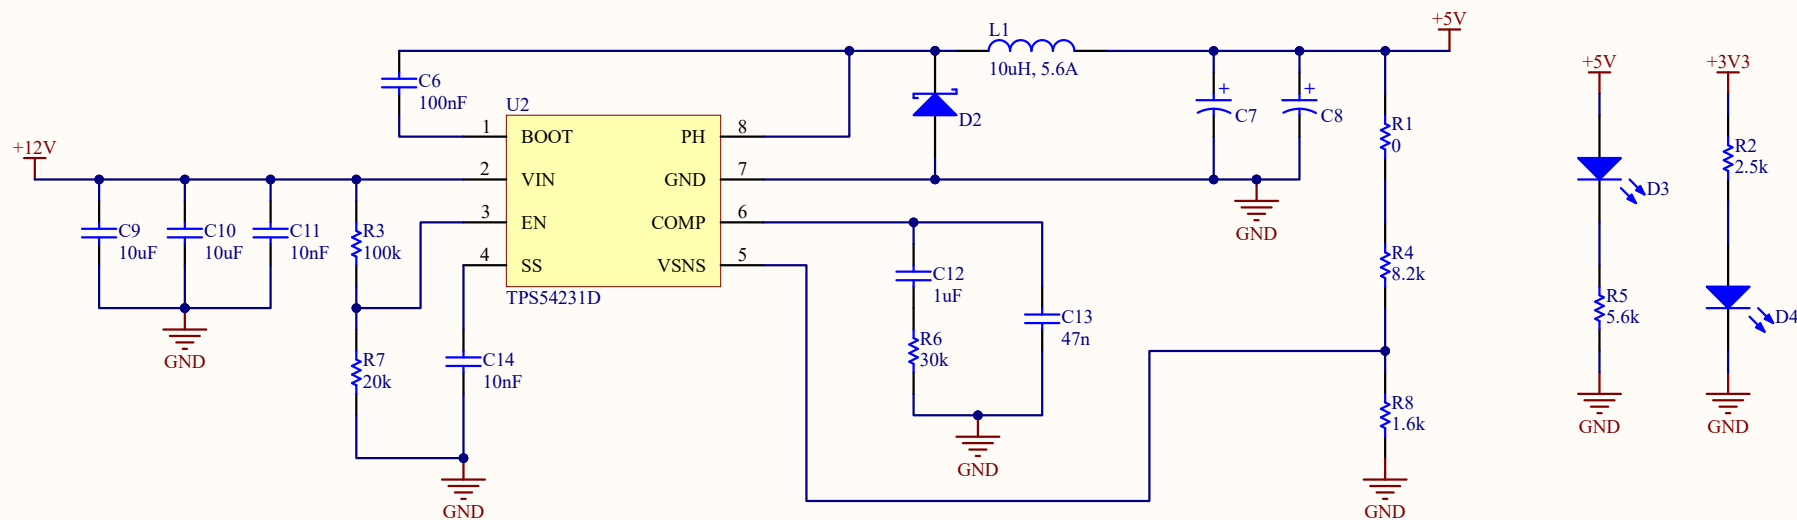 +5V
L1
10uH, 5.6A
+5V
+3V3
C6
100nF
U2
1 BOOT PH 8
2 VIN GND 7
3 EN COMP 6
4 SS VSNS 5
TPS54231D
D2
C7
C8
R1
0
R2
2.5k
D3
+12V
C9
10uF
C10
10uF
C11
10nF
R3
100k
GND
GND
C12
1uF
C13
47n
R4
8.2k
R5
5.6k
D4
R6
30k
R7
20k
C14
10nF
R8
1.6k
GND
GND
GND
GND
GND